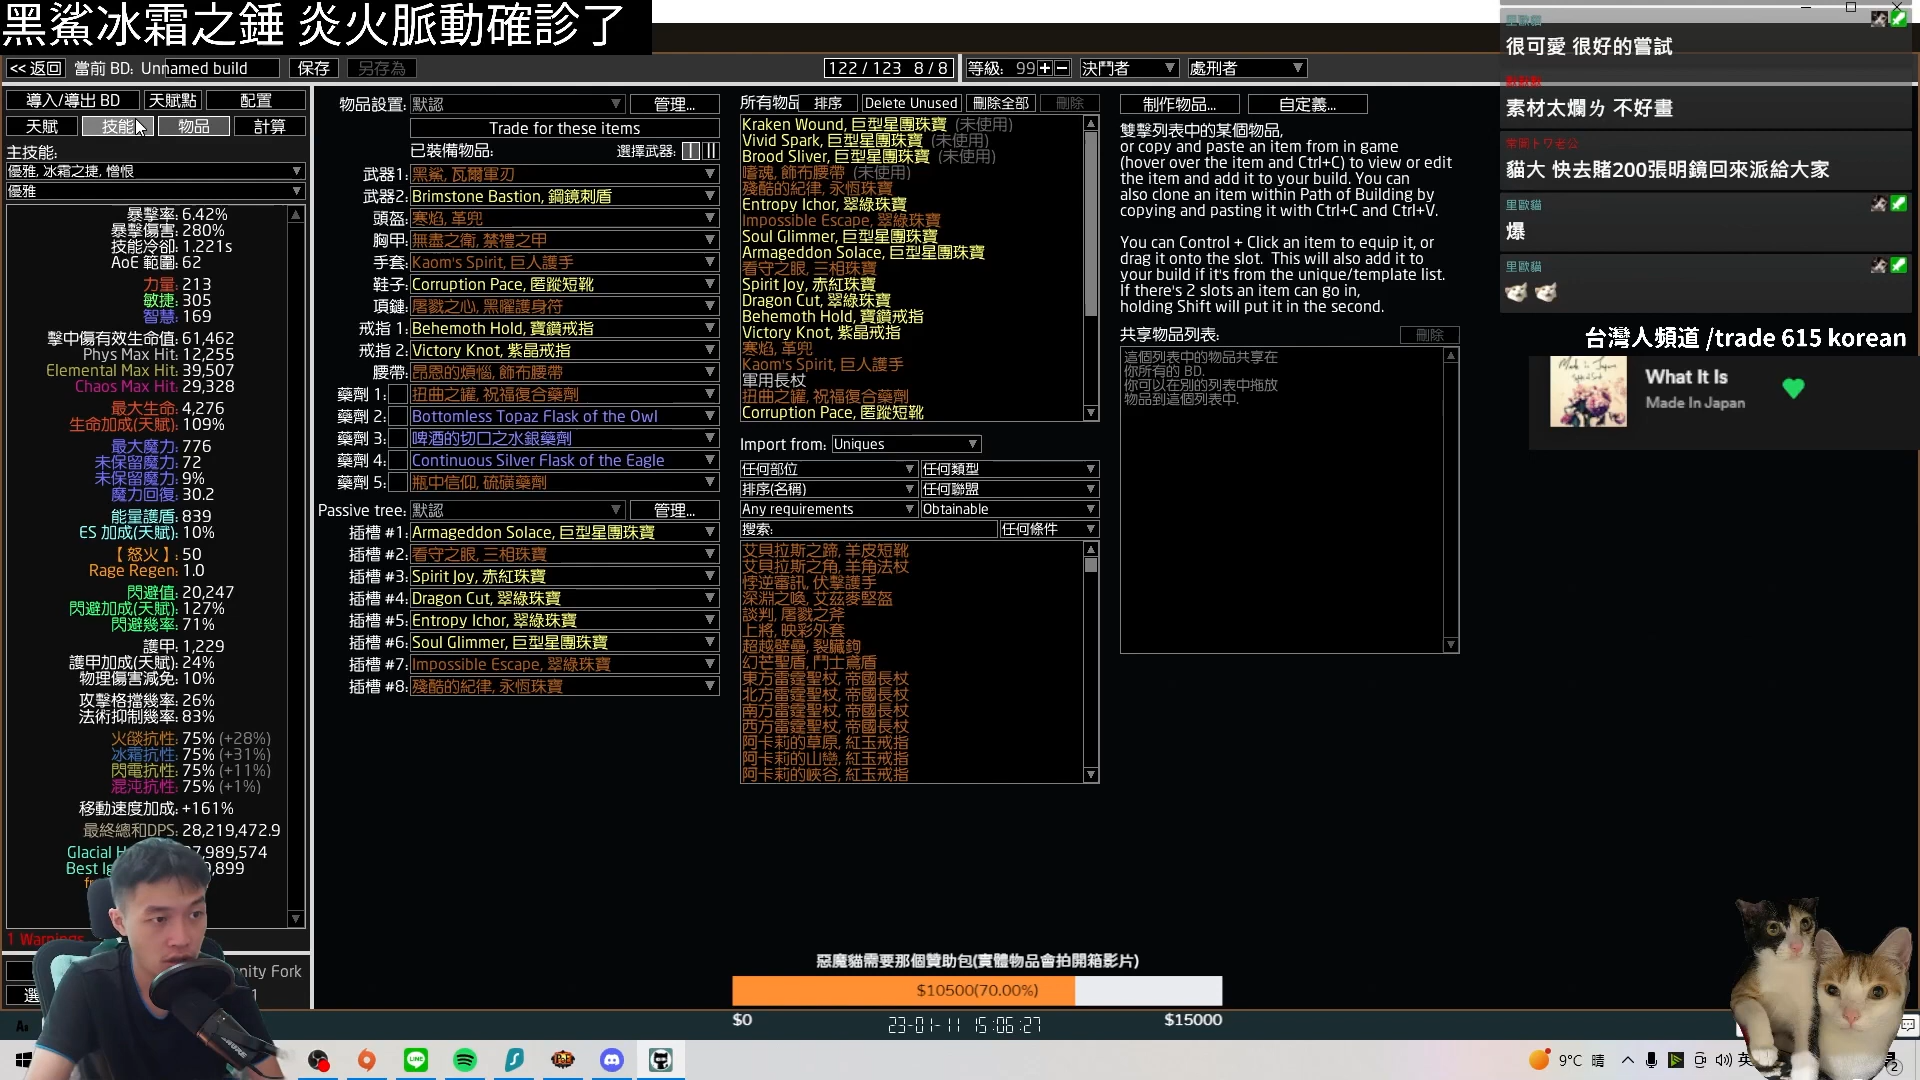 黑鯊冰霜之錘 炎火脈動確診了
<< 返回 當前 BD: Unnamed build 保存 另存為 122 / 123 8 / 8 等級: 99 決鬥者 處刑者
導入/導出 BD 天賦點 配置
天賦 技能 物品 計算
主技能:
優雅, 冰霜之捷, 憎恨
優雅
暴擊率: 6.42%
暴擊傷害: 280%
技能冷卻: 1.221s
AoE 範圍: 62
力量: 213
敏捷: 305
智慧: 169
擊中傷有效生命值: 61,462
Phys Max Hit: 12,255
Elemental Max Hit: 39,507
Chaos Max Hit: 29,328
最大生命: 4,276
生命加成(天賦): 109%
最大魔力: 776
未保留魔力: 72
未保留魔力: 9%
魔力回復: 30.2
能量護盾: 839
ES 加成(天賦): 10%
【怒火】: 50
Rage Regen: 1.0
閃避值: 20,247
閃避加成(天賦): 127%
閃避幾率: 71%
護甲: 1,229
護甲加成(天賦): 24%
物理傷害減免: 10%
攻擊格擋幾率: 26%
法術抑制幾率: 83%
火燄抗性: 75% (+28%)
冰霜抗性: 75% (+31%)
閃電抗性: 75% (+11%)
混沌抗性: 75% (+1%)
移動速度加成: +161%
最終總和DPS: 28,219,472.9
Glacial H
7,989,574
Best Ig
9,899
1 Warnings
nity Fork
物品設置: 默認 管理...
Trade for these items
已裝備物品: 選擇武器: I II
武器1: 黑鯊, 瓦爾軍刃
武器2: Brimstone Bastion, 鋼鏡刺盾
頭盔: 寒焰, 革兜
胸甲: 無盡之衛, 禁禮之甲
手套: Kaom's Spirit, 巨人護手
鞋子: Corruption Pace, 匿蹤短靴
項鏈: 屠戮之心, 黑曜護身符
戒指 1: Behemoth Hold, 寶鑽戒指
戒指 2: Victory Knot, 紫晶戒指
腰帶: 昂恩的煩惱, 飾布腰帶
藥劑 1: 扭曲之罐, 祝福復合藥劑
藥劑 2: Bottomless Topaz Flask of the Owl
藥劑 3: 啤酒的切口之水銀藥劑
藥劑 4: Continuous Silver Flask of the Eagle
藥劑 5: 瓶中信仰, 硫磺藥劑
Passive tree: 默認 管理...
插槽 #1: Armageddon Solace, 巨型星團珠寶
插槽 #2: 看守之眼, 三相珠寶
插槽 #3: Spirit Joy, 赤紅珠寶
插槽 #4: Dragon Cut, 翠綠珠寶
插槽 #5: Entropy Ichor, 翠綠珠寶
插槽 #6: Soul Glimmer, 巨型星團珠寶
插槽 #7: Impossible Escape, 翠綠珠寶
插槽 #8: 殘酷的紀律, 永恆珠寶
所有物品 排序 Delete Unused 刪除全部 刪除
Kraken Wound, 巨型星團珠寶 (未使用)
Vivid Spark, 巨型星團珠寶 (未使用)
Brood Sliver, 巨型星團珠寶 (未使用)
嗜魂, 飾布腰帶 (未使用)
殘酷的紀律, 永恆珠寶
Entropy Ichor, 翠綠珠寶
Impossible Escape, 翠綠珠寶
Soul Glimmer, 巨型星團珠寶
Armageddon Solace, 巨型星團珠寶
看守之眼, 三相珠寶
Spirit Joy, 赤紅珠寶
Dragon Cut, 翠綠珠寶
Behemoth Hold, 寶鑽戒指
Victory Knot, 紫晶戒指
寒焰, 革兜
Kaom's Spirit, 巨人護手
軍用長杖
扭曲之罐, 祝福復合藥劑
Corruption Pace, 匿蹤短靴
Import from: Uniques
任何部位 任何類型
排序(名稱) 任何聯盟
Any requirements Obtainable
搜索: 任何條件
艾貝拉斯之蹄, 羊皮短靴
艾貝拉斯之角, 羊角法杖
悖逆審訊, 伏擊護手
深淵之喚, 艾茲麥堅盔
談判, 屠戮之斧
上將, 映彩外套
超越壁壘, 裂臟鉤
幻芒聖盾, 鬥士鳶盾
東方雷霆聖杖, 帝國長杖
北方雷霆聖杖, 帝國長杖
南方雷霆聖杖, 帝國長杖
西方雷霆聖杖, 帝國長杖
阿卡莉的草原, 紅玉戒指
阿卡莉的山巒, 紅玉戒指
阿卡莉的峽谷, 紅玉戒指
制作物品... 自定義...
雙擊列表中的某個物品,
or copy and paste an item from in game
(hover over the item and Ctrl+C) to view or edit
the item and add it to your build. You can
also clone an item within Path of Building by
copying and pasting it with Ctrl+C and Ctrl+V.
You can Control + Click an item to equip it, or
drag it onto the slot. This will also add it to
your build if it's from the unique/template list.
If there's 2 slots an item can go in,
holding Shift will put it in the second.
共享物品列表: 刪除
這個列表中的物品共享在
你所有的 BD.
你可以在別的列表中拖放
物品到這個列表中.
里歐貓
很可愛 很好的嘗試
素材太爛ㄌ 不好畫
貓大 快去賭200張明鏡回來派給大家
里歐貓
爆
里歐貓
台灣人頻道 /trade 615 korean
What It Is
Made In Japan
惡魔貓需要那個贊助包(實體物品會拍開箱影片)
$10500(70.00%)
$0 23-01-11 15:06:27 $15000
9°C 晴 英
2